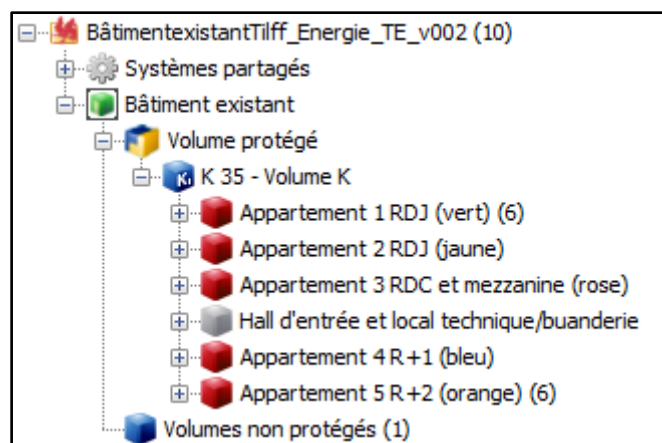 BâtimentexistantTilff_Energie_TE_v002 (10)
Systèmes partagés
Bâtiment existant
Volume protégé
K 35 - Volume K
Appartement 1 RDJ (vert) (6)
Appartement 2 RDJ (jaune)
Appartement 3 RDC et mezzanine (rose)
Hall d'entrée et local technique/buanderie
Appartement 4 R+1 (bleu)
Appartement 5 R+2 (orange) (6)
Volumes non protégés (1)